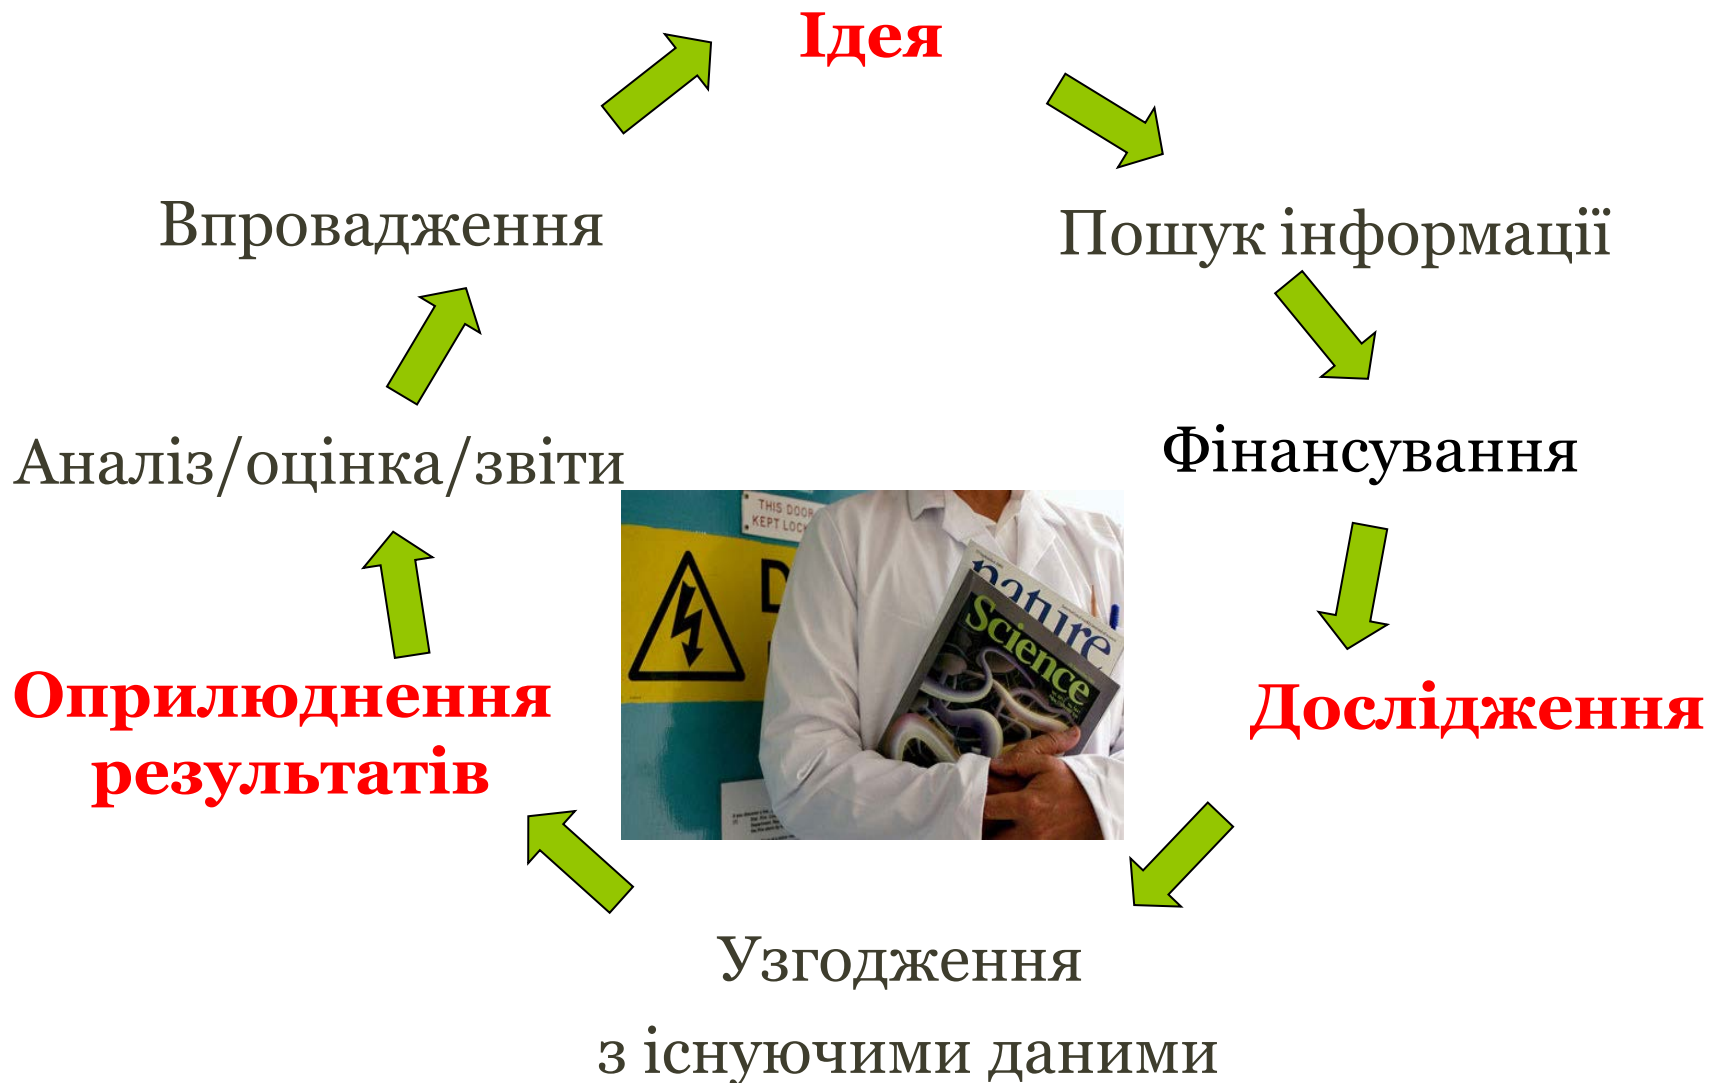 Ідея
Впровадження
Пошук інформації
Аналіз/оцінка/звіти
Фінансування
THIS DOOR
KEPT
nature
Science
Оприлюднення
результатів
Дослідження
Узгодження
з існуючими даними